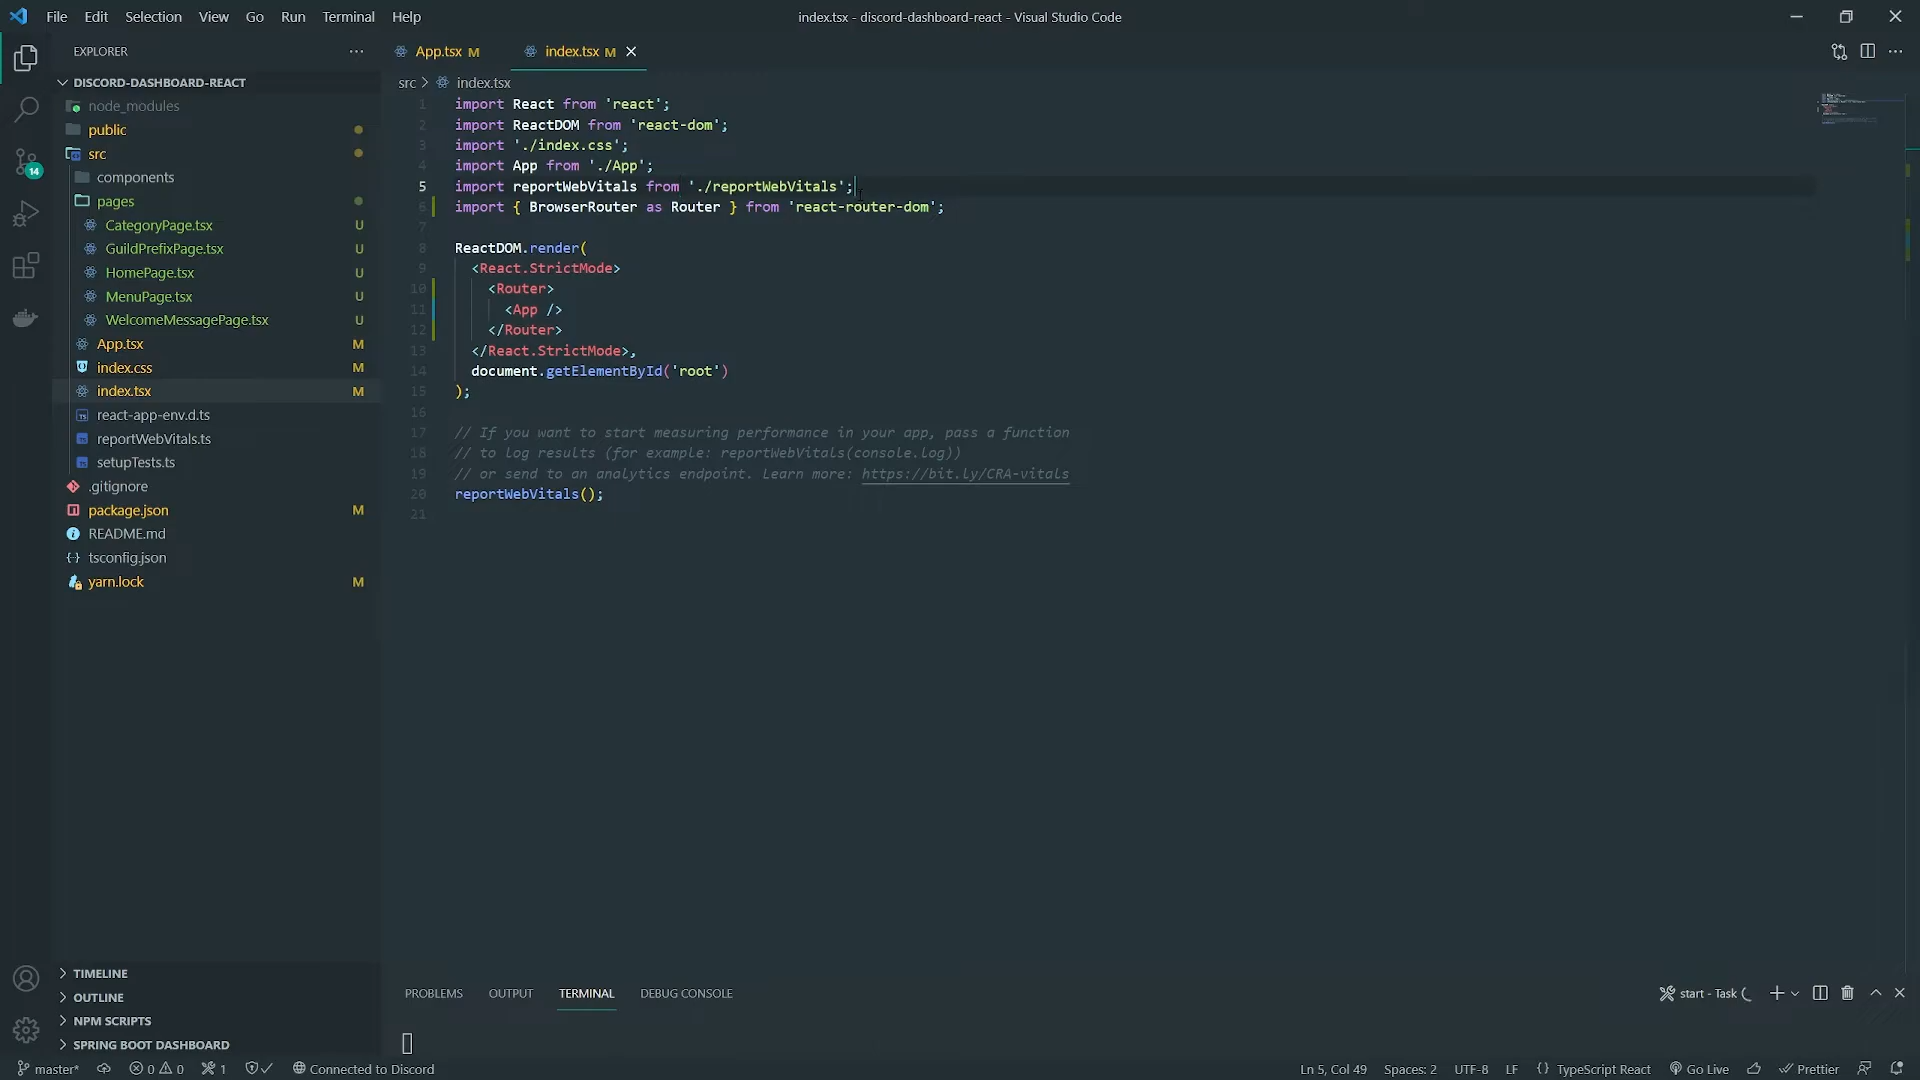 File Edit Selection View Go Run Terminal Help
index.tsx - discord-dashboard-react - Visual Studio Code
EXPLORER
App.tsx M
index.tsx M
DISCORD-DASHBOARD-REACT
node_modules
public
src
components
pages
CategoryPage.tsx U
GuildPrefixPage.tsx U
HomePage.tsx U
MenuPage.tsx U
WelcomeMessagePage.tsx U
App.tsx M
index.css M
index.tsx M
react-app-env.d.ts
reportWebVitals.ts
setupTests.ts
.gitignore
package.json M
README.md
tsconfig.json
yarn.lock M
TIMELINE
OUTLINE
NPM SCRIPTS
SPRING BOOT DASHBOARD
14
src > index.tsx
1 import React from 'react';
2 import ReactDOM from 'react-dom';
3 import './index.css';
4 import App from './App';
5 import reportWebVitals from './reportWebVitals';
6 import { BrowserRouter as Router } from 'react-router-dom';
7
8 ReactDOM.render(
9 <React.StrictMode>
10 <Router>
11 <App />
12 </Router>
13 </React.StrictMode>,
14 document.getElementById('root')
15 );
16
17 // If you want to start measuring performance in your app, pass a function
18 // to log results (for example: reportWebVitals(console.log))
19 // or send to an analytics endpoint. Learn more: https://bit.ly/CRA-vitals
20 reportWebVitals();
21
PROBLEMS OUTPUT TERMINAL DEBUG CONSOLE
start - Task
master* 0 0 1 Connected to Discord
Ln 5, Col 49 Spaces: 2 UTF-8 LF TypeScript React Go Live Prettier